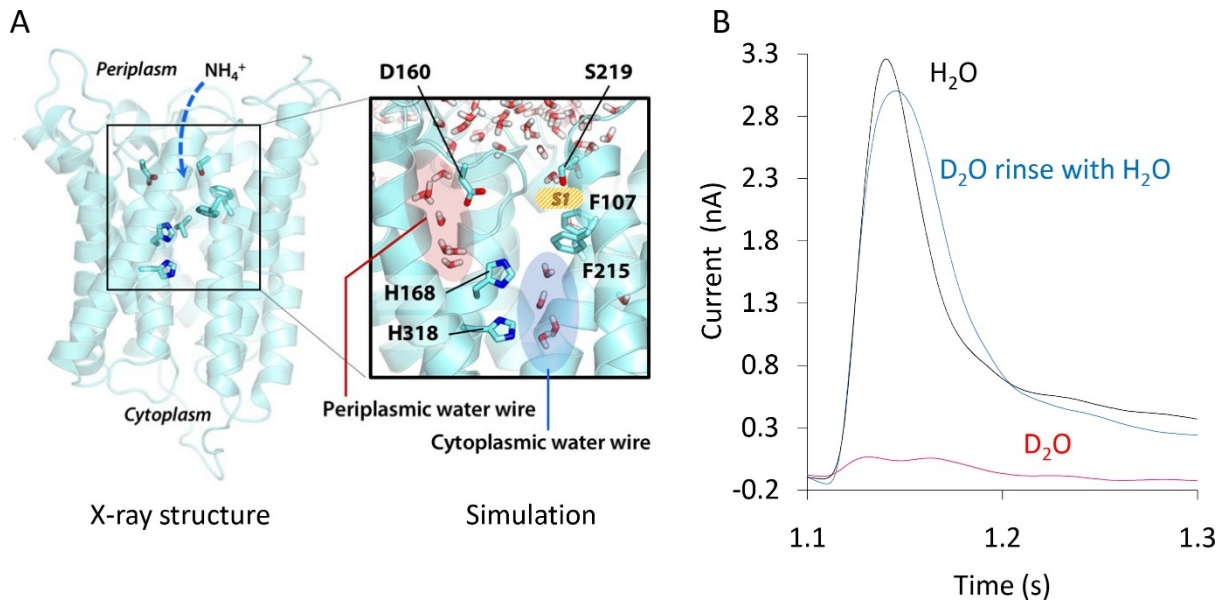 A
Periplasm
NH₄⁺
Cytoplasm
X-ray structure
D160
S219
S1
F107
F215
H168
H318
Periplasmic water wire
Cytoplasmic water wire
Simulation
B
3.3
2.8
2.3
1.8
1.3
0.8
0.3
-0.2
Current (nA)
H₂O
D₂O rinse with H₂O
D₂O
1.1
1.2
1.3
Time (s)